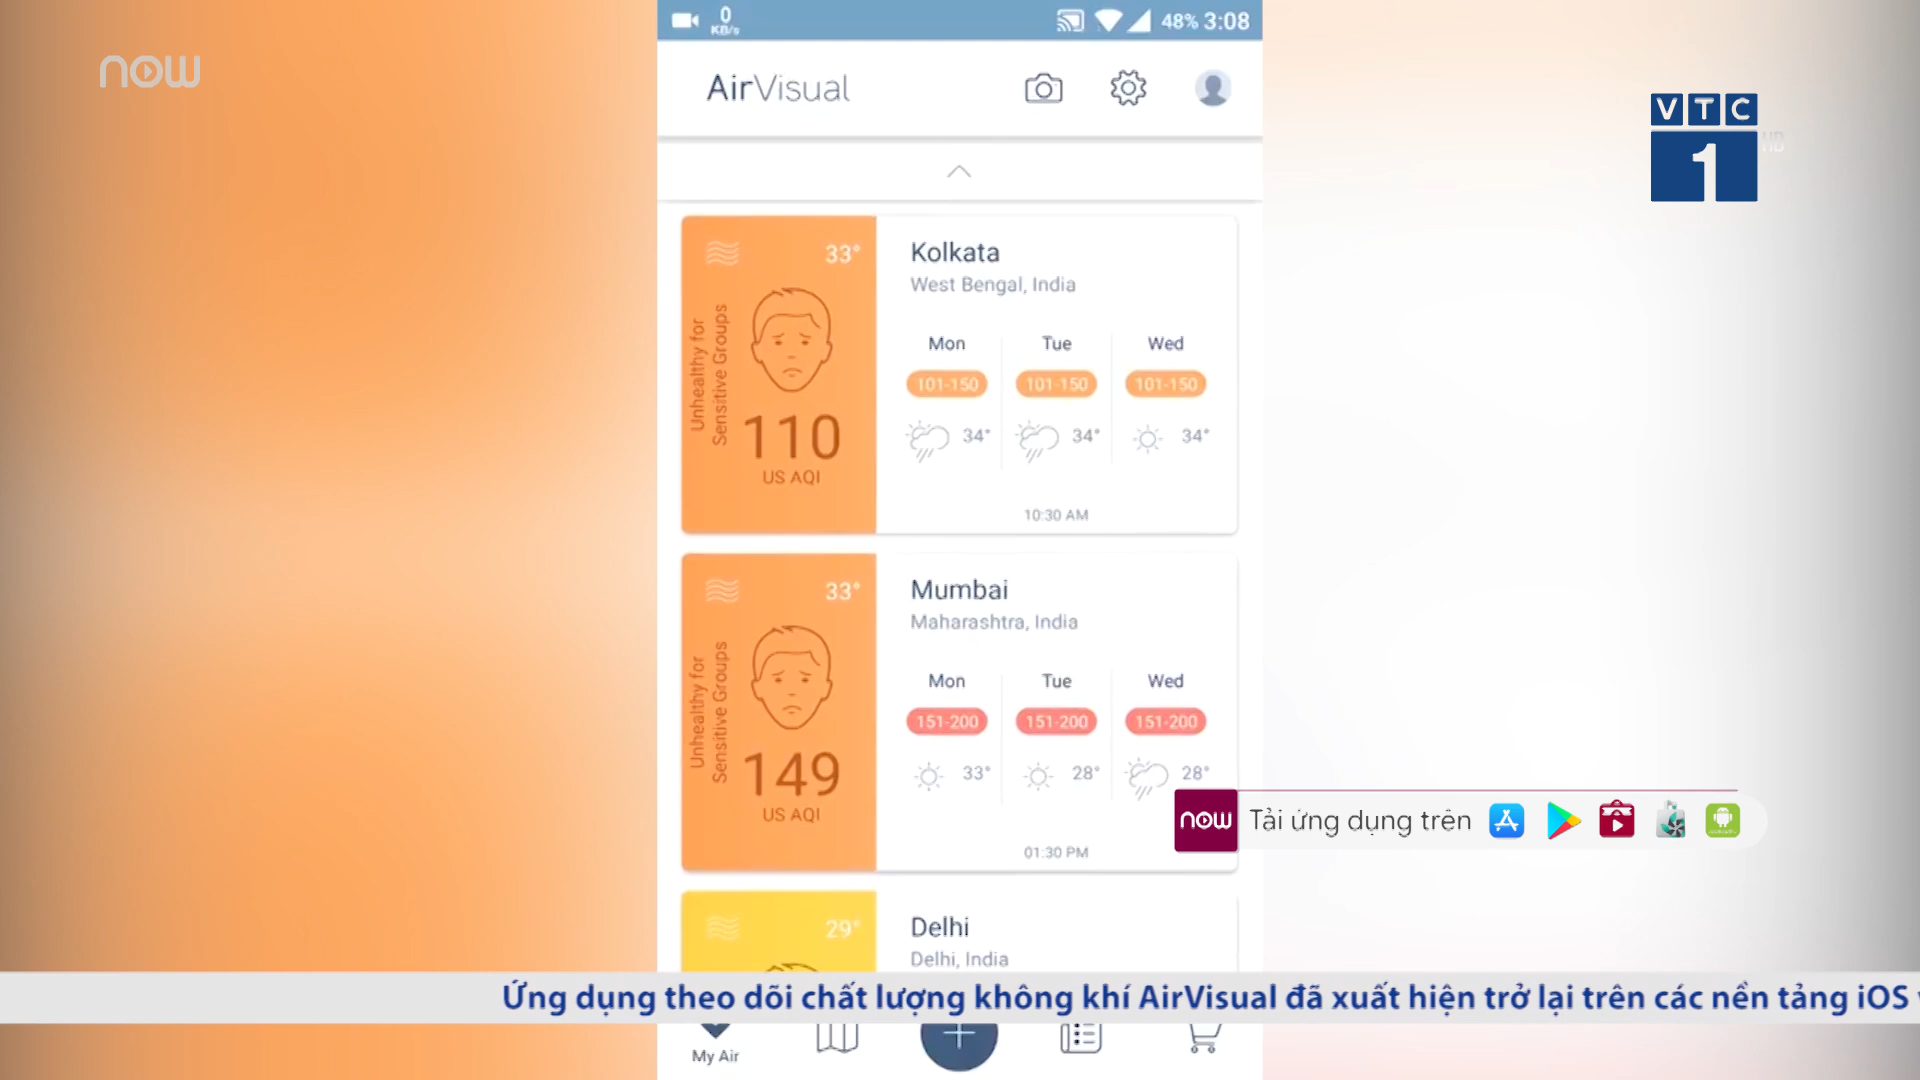 0
KB/s
48% 3:08
now
AirVisual
VTC
1
HD
33°
Unhealthy for
Sensitive Groups
110
US AQI
Kolkata
West Bengal, India
Mon Tue Wed
101-150 101-150 101-150
34° 34° 34°
10:30 AM
33°
Unhealthy for
Sensitive Groups
149
US AQI
Mumbai
Maharashtra, India
Mon Tue Wed
151-200 151-200 151-200
33° 28° 28°
01:30 PM
now Tải ứng dụng trên
29°
Delhi
Delhi, India
Ứng dụng theo dõi chất lượng không khí AirVisual đã xuất hiện trở lại trên các nền tảng iOS
My Air